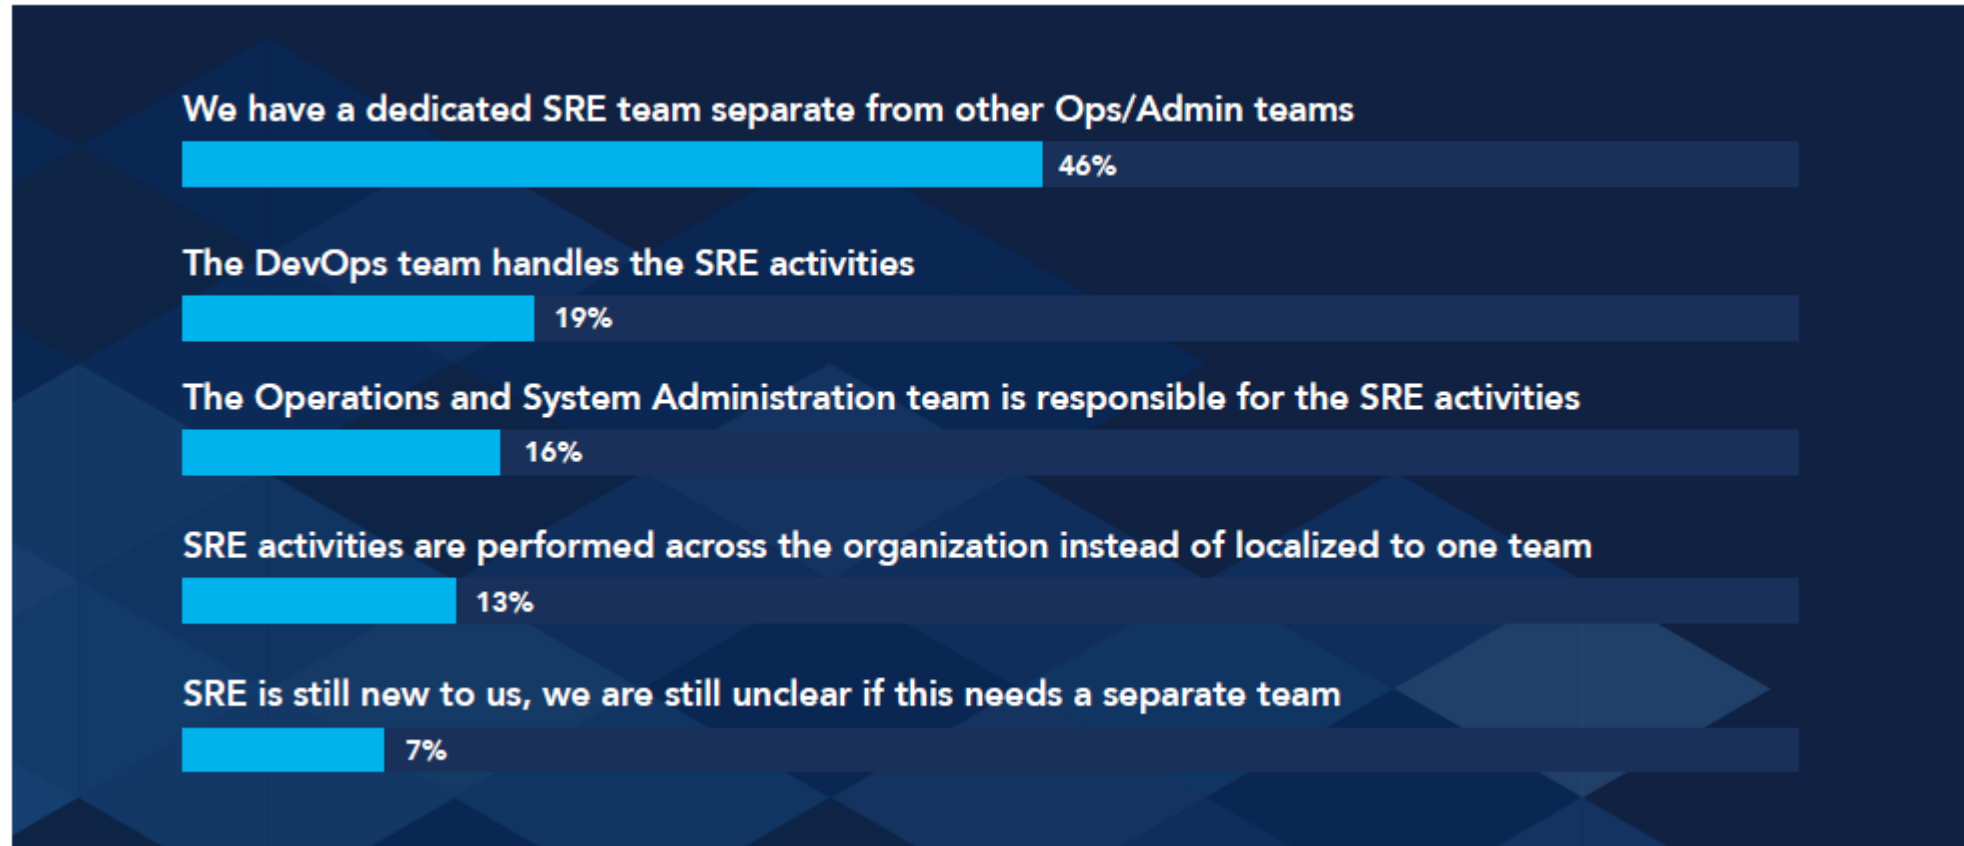 We have a dedicated SRE team separate from other Ops/Admin teams
46%
The DevOps team handles the SRE activities
19%
The Operations and System Administration team is responsible for the SRE activities
16%
SRE activities are performed across the organization instead of localized to one team
13%
SRE is still new to us, we are still unclear if this needs a separate team
7%